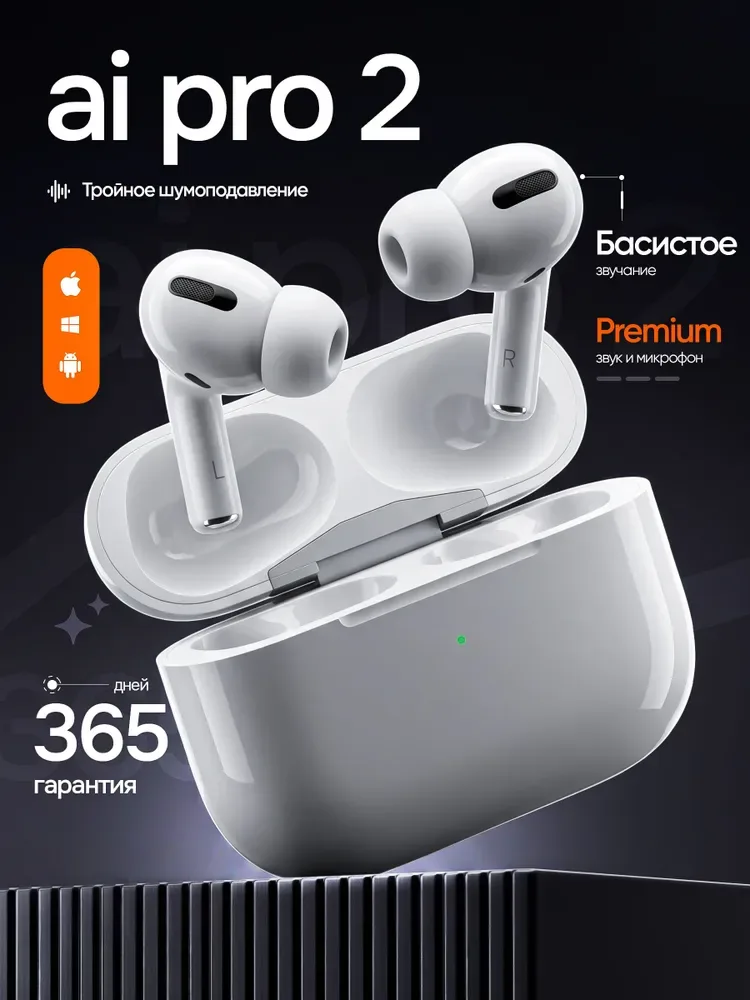 ai pro 2
Тройное шумоподавление
Басистое
звучание
Premium
звук и микрофон
R
L
дней
365
гарантия